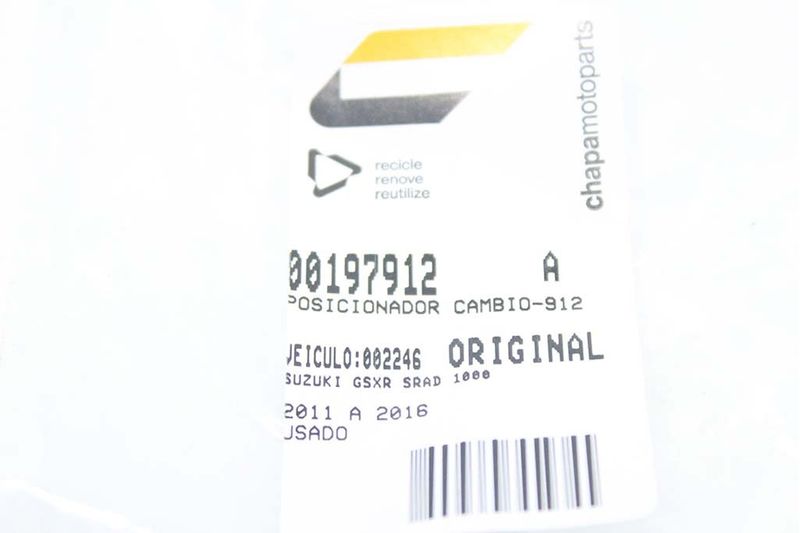 chapamotoparts
recicle
renove
reutilize
00197912 A
POSICIONADOR CAMBIO-912
VEICULO:002246 ORIGINAL
SUZUKI GSXR SRAD 1000
2011 A 2016
USADO